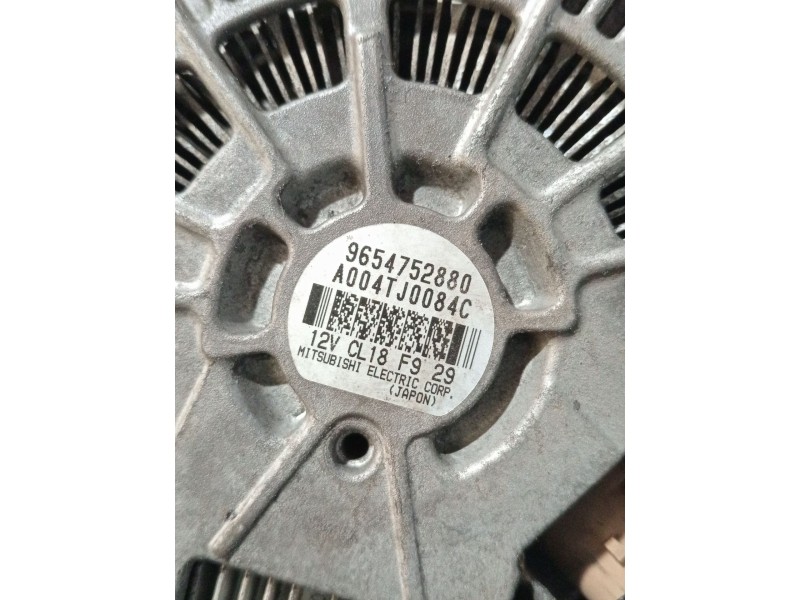 9654752880
A004TJ0084C
12V CL18 F9 29
MITSUBISHI ELECTRIC CORP.
(JAPON)